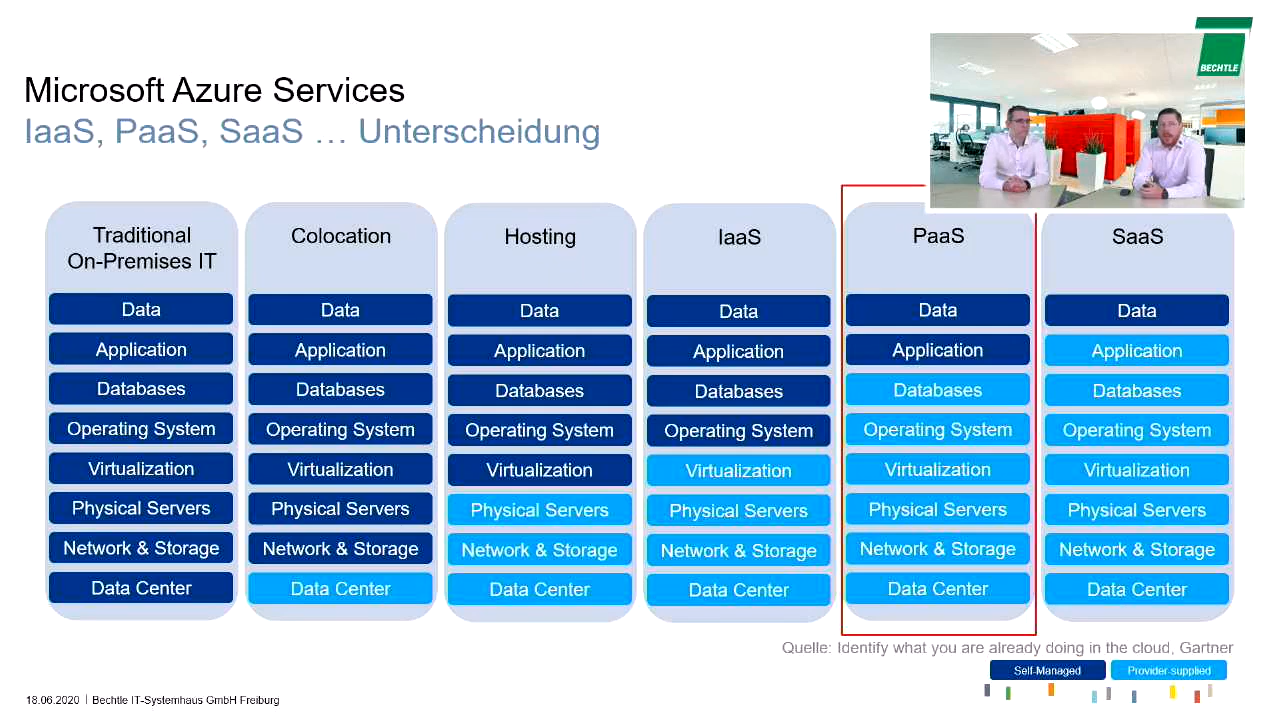 BECHTLE
Microsoft Azure Services
IaaS, PaaS, SaaS … Unterscheidung
Traditional
On-Premises IT
Data
Application
Databases
Operating System
Virtualization
Physical Servers
Network & Storage
Data Center
Colocation
Data
Application
Databases
Operating System
Virtualization
Physical Servers
Network & Storage
Data Center
Hosting
Data
Application
Databases
Operating System
Virtualization
Physical Servers
Network & Storage
Data Center
IaaS
Data
Application
Databases
Operating System
Virtualization
Physical Servers
Network & Storage
Data Center
PaaS
Data
Application
Databases
Operating System
Virtualization
Physical Servers
Network & Storage
Data Center
SaaS
Data
Application
Databases
Operating System
Virtualization
Physical Servers
Network & Storage
Data Center
Quelle: Identify what you are already doing in the cloud, Gartner
Self-Managed
Provider-supplied
18.06.2020 | Bechtle IT-Systemhaus GmbH Freiburg